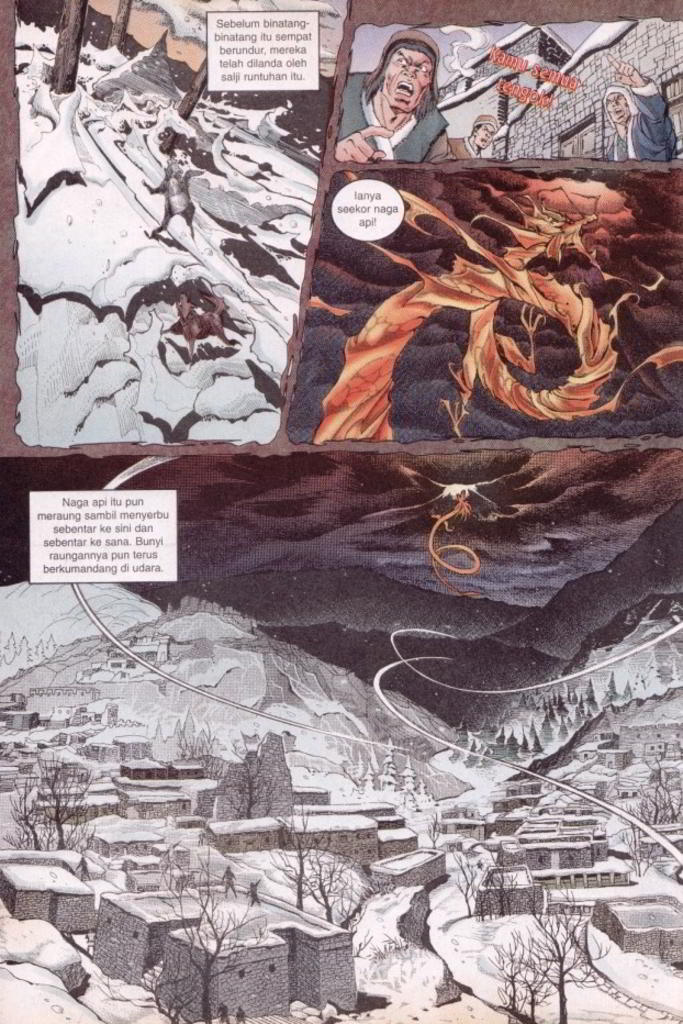 Sebelum binatang-
binatang itu sempat
berundur, mereka
telah dilanda oleh
salji runtuhan itu.
Kamu semua
tengok!
Ianya
seekor naga
api!
Naga api itu pun
meraung sambil menyerbu
sebentar ke sini dan
sebentar ke sana. Bunyi
raungannya pun terus
berkumandang di udara.